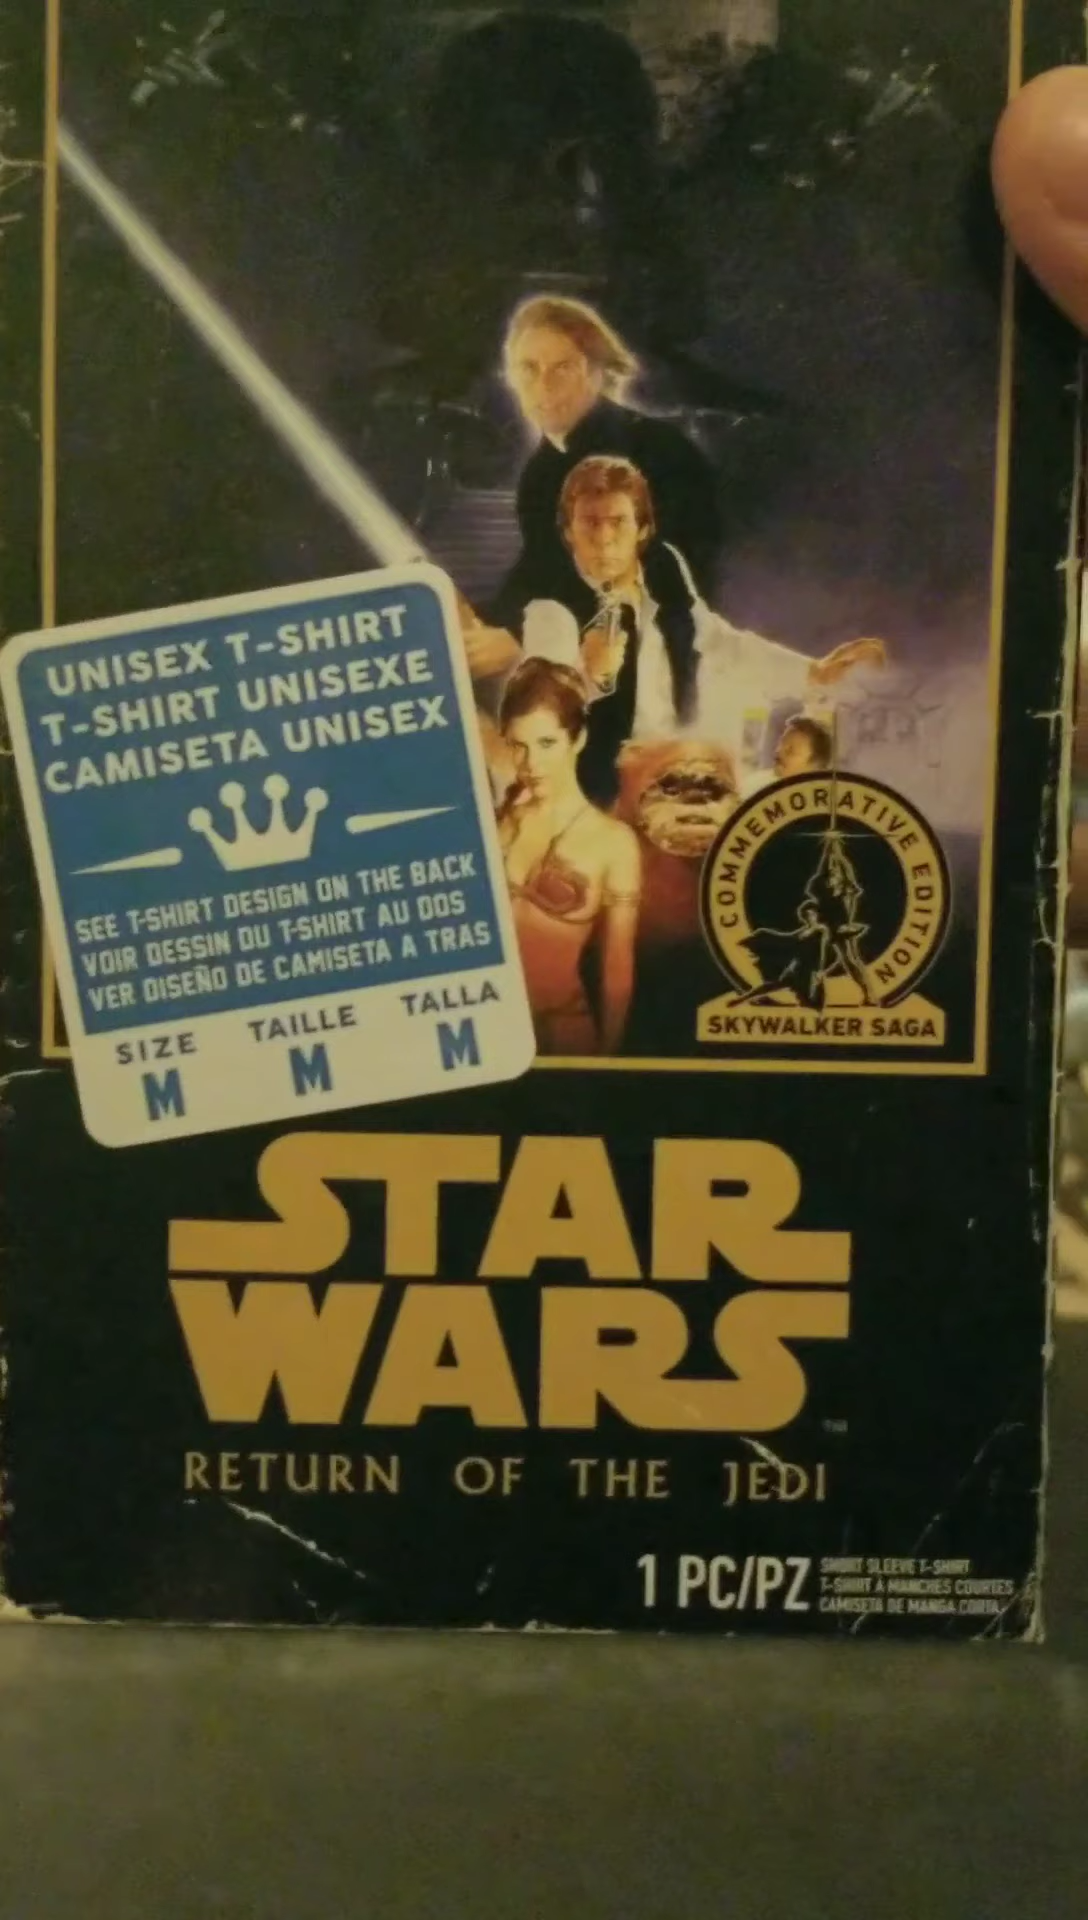 UNISEX T-SHIRT
T-SHIRT UNISEXE
CAMISETA UNISEX
SEE T-SHIRT DESIGN ON THE BACK
VOIR DESSIN DU T-SHIRT AU DOS
VER DISEÑO DE CAMISETA A TRAS
SIZE TAILLE TALLA
M M M
COMMEMORATIVE EDITION
SKYWALKER SAGA
STAR
WARS
TM
RETURN OF THE JEDI
1 PC/PZ
SHORT SLEEVE T-SHIRT
T-SHIRT À MANCHES COURTES
CAMISETA DE MANGA CORTA